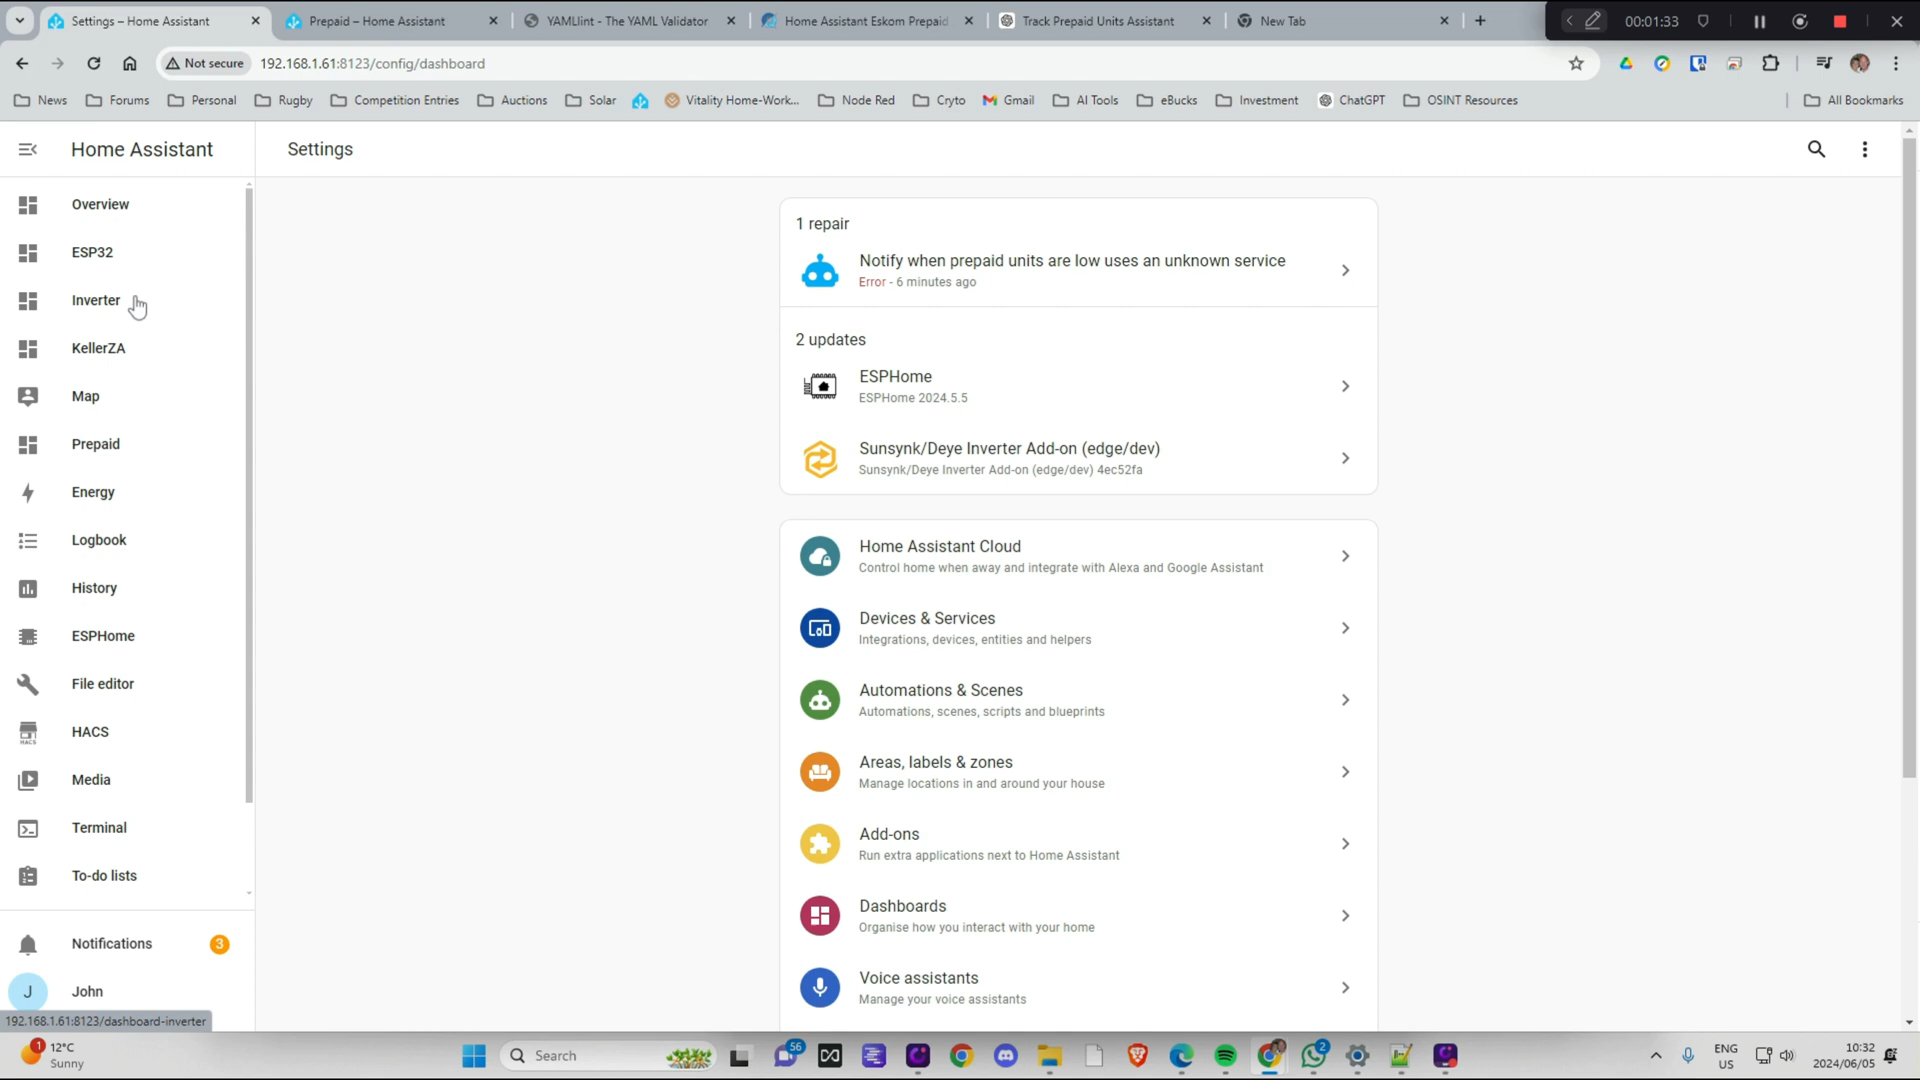 Settings – Home Assistant
Prepaid – Home Assistant
YAMLlint - The YAML Validator
Home Assistant Eskom Prepaid
Track Prepaid Units Assistant
New Tab
00:01:33
Not secure
192.168.1.61:8123/config/dashboard
News
Forums
Personal
Rugby
Competition Entries
Auctions
Solar
Vitality Home-Work...
Node Red
Cryto
Gmail
AI Tools
eBucks
Investment
ChatGPT
OSINT Resources
All Bookmarks
Home Assistant
Settings
Overview
ESP32
Inverter
KellerZA
Map
Prepaid
Energy
Logbook
History
ESPHome
File editor
HACS
HACS
Media
Terminal
To-do lists
Notifications
3
J
John
192.168.1.61:8123/dashboard-inverter
1 repair
Notify when prepaid units are low uses an unknown service
Error - 6 minutes ago
2 updates
ESPHome
ESPHome 2024.5.5
Sunsynk/Deye Inverter Add-on (edge/dev)
Sunsynk/Deye Inverter Add-on (edge/dev) 4ec52fa
Home Assistant Cloud
Control home when away and integrate with Alexa and Google Assistant
Devices & Services
Integrations, devices, entities and helpers
Automations & Scenes
Automations, scenes, scripts and blueprints
Areas, labels & zones
Manage locations in and around your house
Add-ons
Run extra applications next to Home Assistant
Dashboards
Organise how you interact with your home
Voice assistants
Manage your voice assistants
1
12°C
Sunny
Search
56
2
ENG
US
10:32
2024/06/05